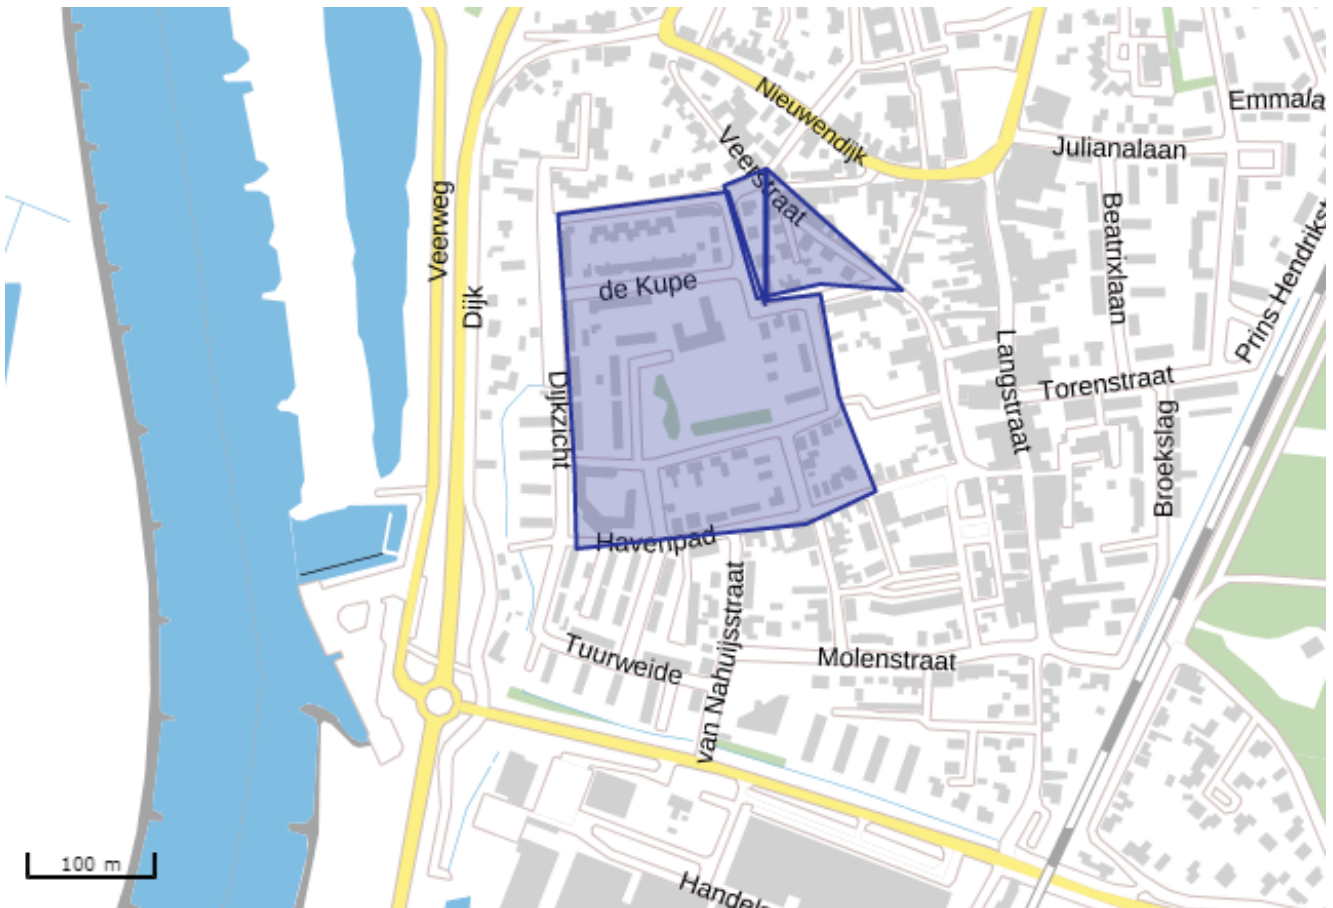 Nieuwendijk
Emmala
Veerstraat
Julianalaan
Veerweg
Beatrixlaan
Prins Hendrikst
de Kupe
Dijk
Langstraat
Torenstraat
Dijkzicht
Broekslag
Havenpad
van Nahuijsstraat
Tuurweide
Molenstraat
100 m
Handels